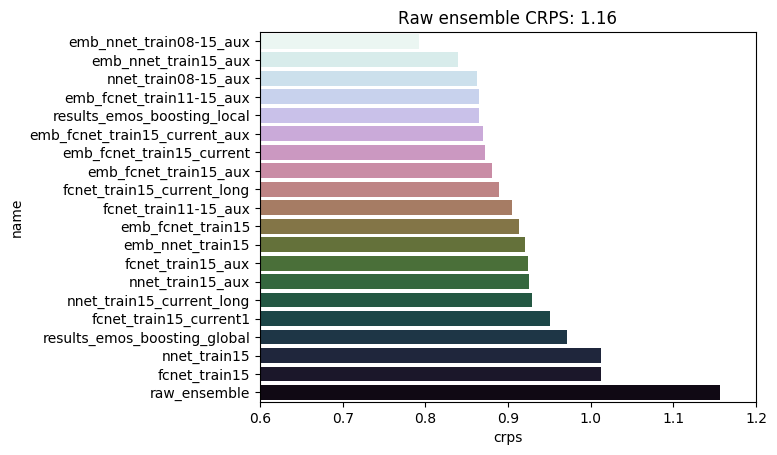 Raw ensemble CRPS: 1.16
emb_nnet_train08-15_aux
emb_nnet_train15_aux
nnet_train08-15_aux
emb_fcnet_train11-15_aux
results_emos_boosting_local
emb_fcnet_train15_current_aux
emb_fcnet_train15_current
emb_fcnet_train15_aux
fcnet_train15_current_long
fcnet_train11-15_aux
emb_fcnet_train15
emb_nnet_train15
fcnet_train15_aux
nnet_train15_aux
nnet_train15_current_long
fcnet_train15_current1
results_emos_boosting_global
nnet_train15
fcnet_train15
raw_ensemble
name
0.6 0.7 0.8 0.9 1.0 1.1 1.2
crps